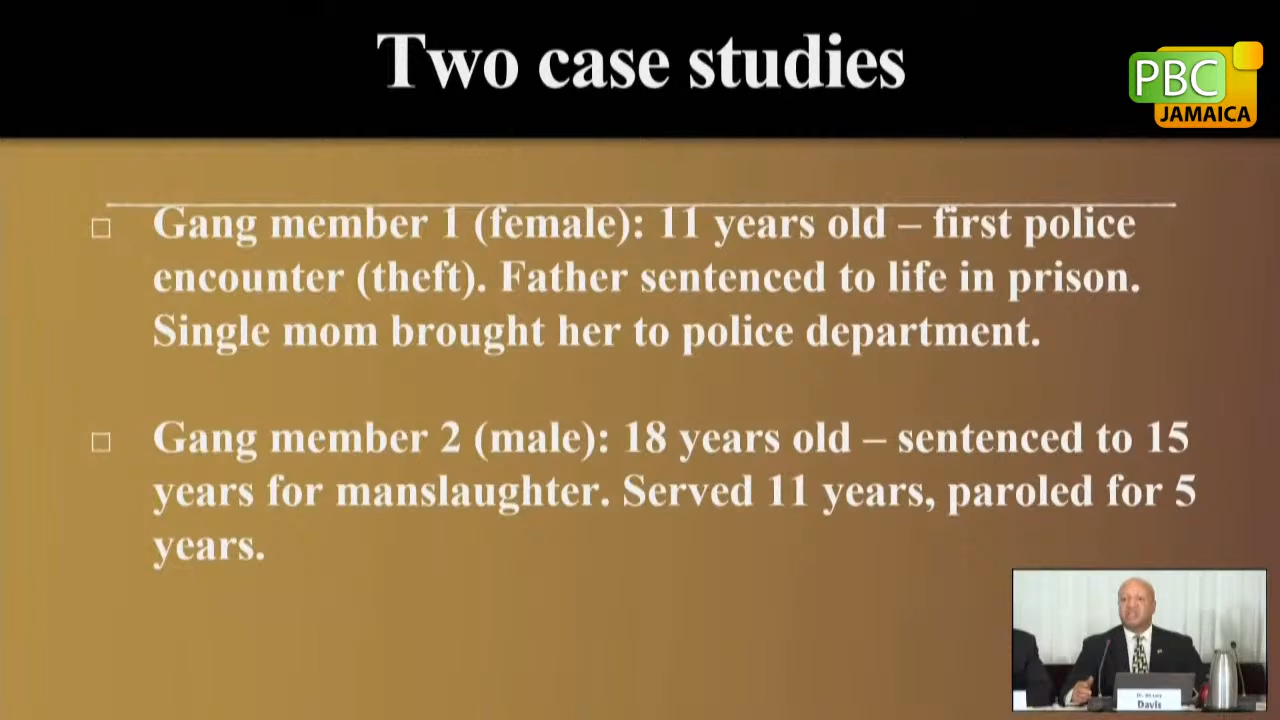 Two case studies
PBC
JAMAICA
Gang member 1 (female): 11 years old – first police
encounter (theft). Father sentenced to life in prison.
Single mom brought her to police department.
Gang member 2 (male): 18 years old – sentenced to 15
years for manslaughter. Served 11 years, paroled for 5
years.
Davis